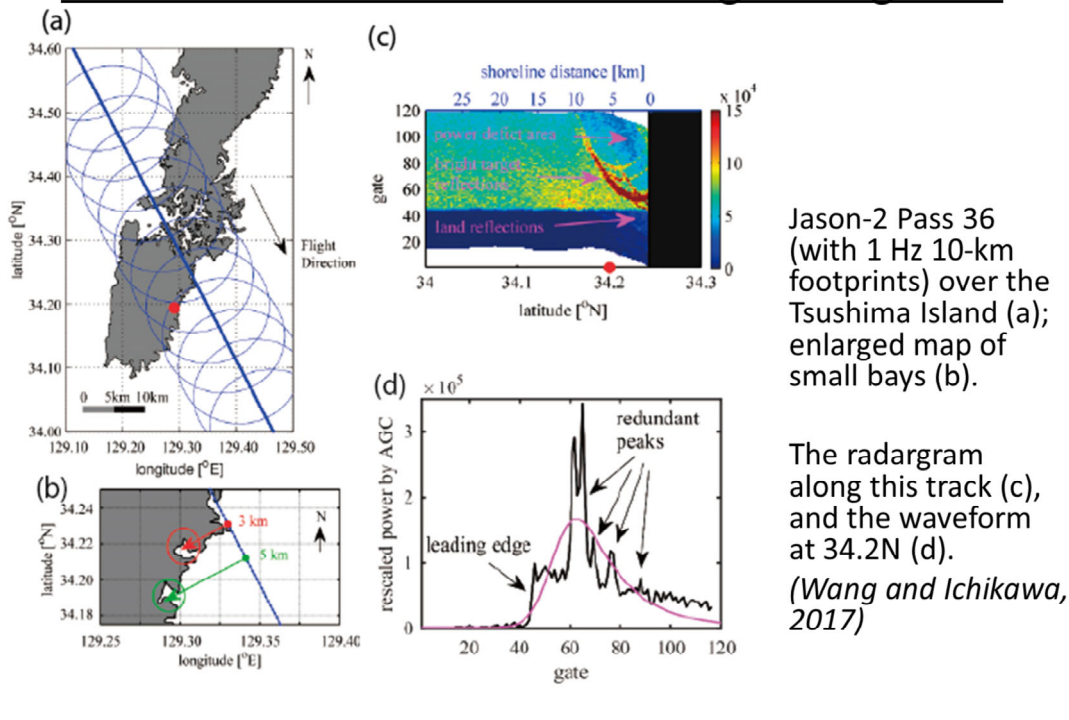 (a)
34.60
34.50
34.40
34.30
34.20
34.10
34.00
latitude [°N]
N
Flight
Direction
0 5km 10km
129.10 129.20 129.30 129.40 129.50
longitude [°E]
(b)
34.24
34.22
34.20
34.18
latitude [°N]
3 km
5 km
N
129.25 129.30 129.35 129.40
longitude [°E]
(c)
shoreline distance [km]
25 20 15 10 5 0
x 10⁴
120
100
80
60
40
20
gate
power defect area
bright target
reflections
land reflections
15
10
5
0
34 34.1 34.2 34.3
latitude [°N]
(d)
× 10⁵
3
2
1
0
rescaled power by AGC
redundant
peaks
leading edge
20 40 60 80 100 120
gate
Jason-2 Pass 36
(with 1 Hz 10-km
footprints) over the
Tsushima Island (a);
enlarged map of
small bays (b).
The radargram
along this track (c),
and the waveform
at 34.2N (d).
(Wang and Ichikawa,
2017)